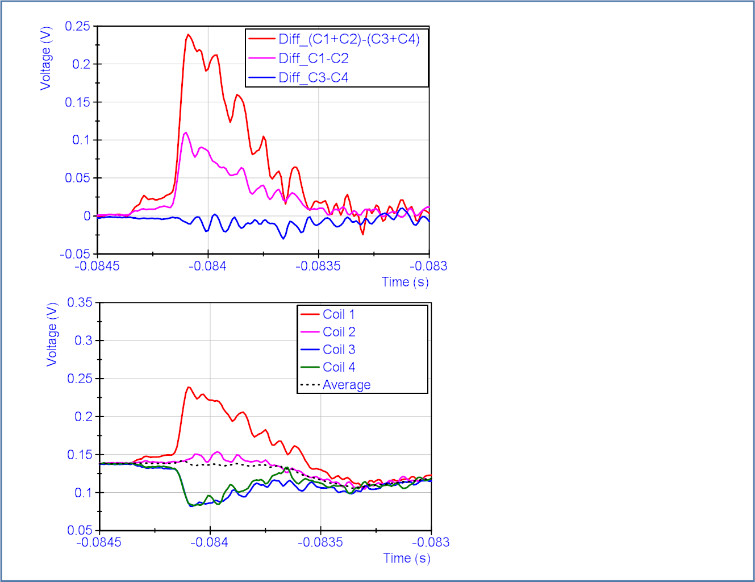 0.25
0.2
0.15
0.1
0.05
0
-0.05
Voltage (V)
Diff_(C1+C2)-(C3+C4)
Diff_C1-C2
Diff_C3-C4
-0.0845
-0.084
-0.0835
-0.083
Time (s)
0.35
0.3
0.25
0.2
0.15
0.1
0.05
Voltage (V)
Coil 1
Coil 2
Coil 3
Coil 4
Average
-0.0845
-0.084
-0.0835
-0.083
Time (s)